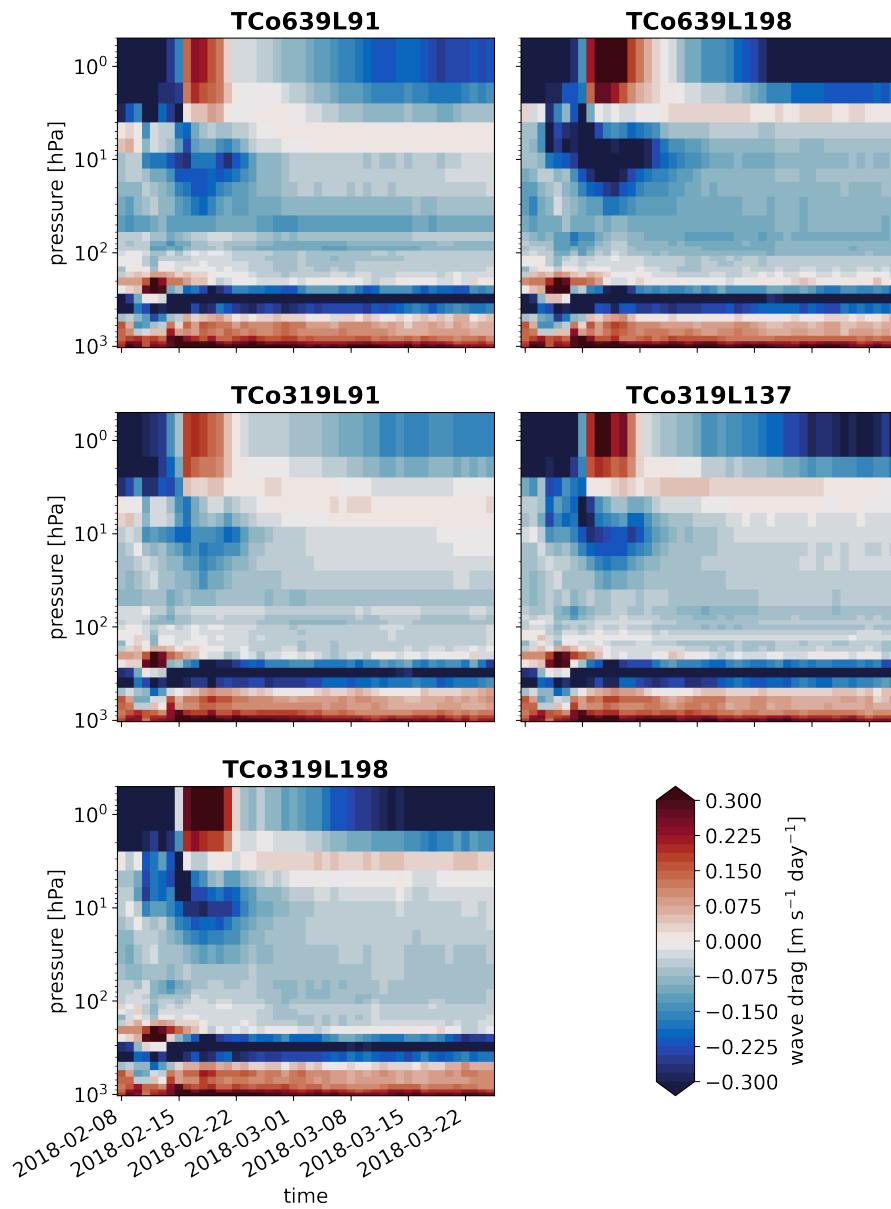 TCo639L91
TCo639L198
10⁰
10¹
10²
10³
pressure [hPa]
TCo319L91
TCo319L137
10⁰
10¹
10²
10³
pressure [hPa]
TCo319L198
10⁰
10¹
10²
10³
pressure [hPa]
2018-02-08
2018-02-15
2018-02-22
2018-03-01
2018-03-08
2018-03-15
2018-03-22
time
0.300
0.225
0.150
0.075
0.000
−0.075
−0.150
−0.225
−0.300
wave drag [m s⁻¹ day⁻¹]